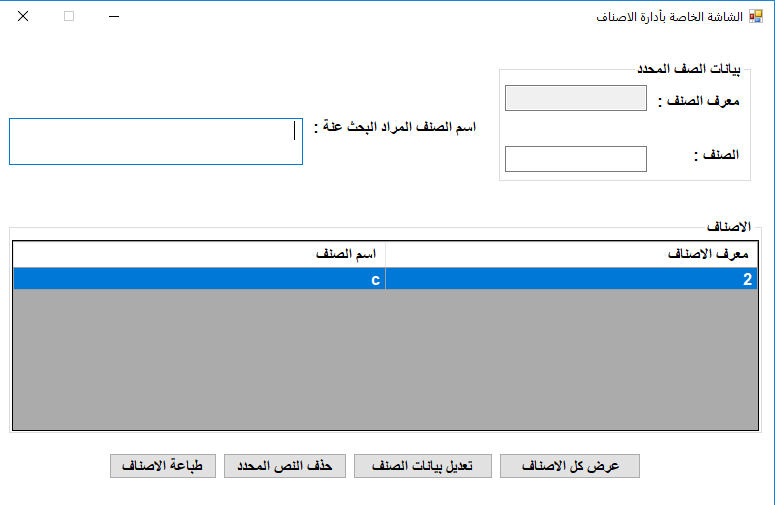 الشاشة الخاصة بأدارة الاصناف
بيانات الصف المحدد
معرف الصنف :
الصنف :
اسم الصنف المراد البحث عنة :
الاصناف
معرف الاصناف اسم الصنف
2 c
عرض كل الاصناف تعديل بيانات الصنف حذف النص المحدد طباعة الاصناف